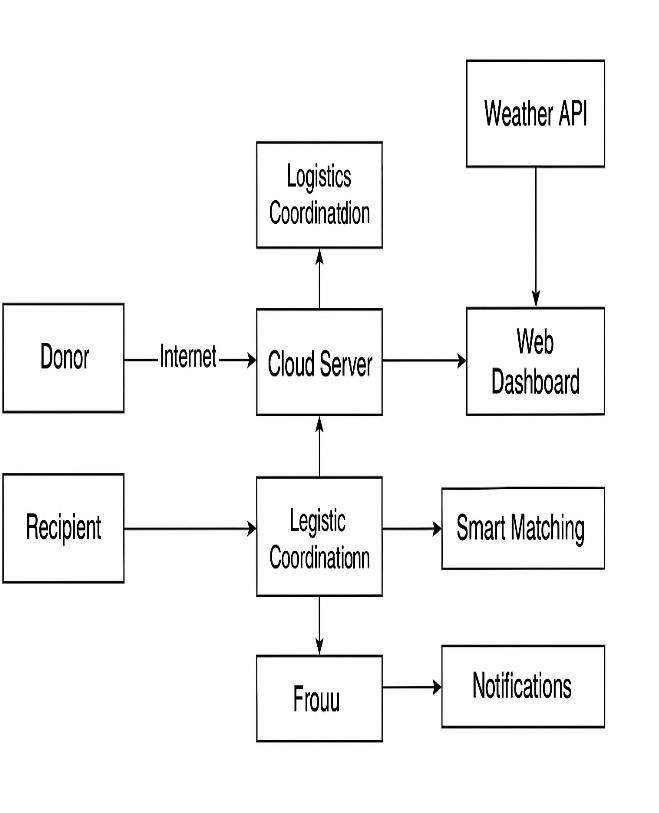 Weather API
Logistics
Coordinatdion
Donor
Internet
Cloud Server
Web
Dashboard
Recipient
Legistic
Coordinationn
Smart Matching
Frouu
Notifications